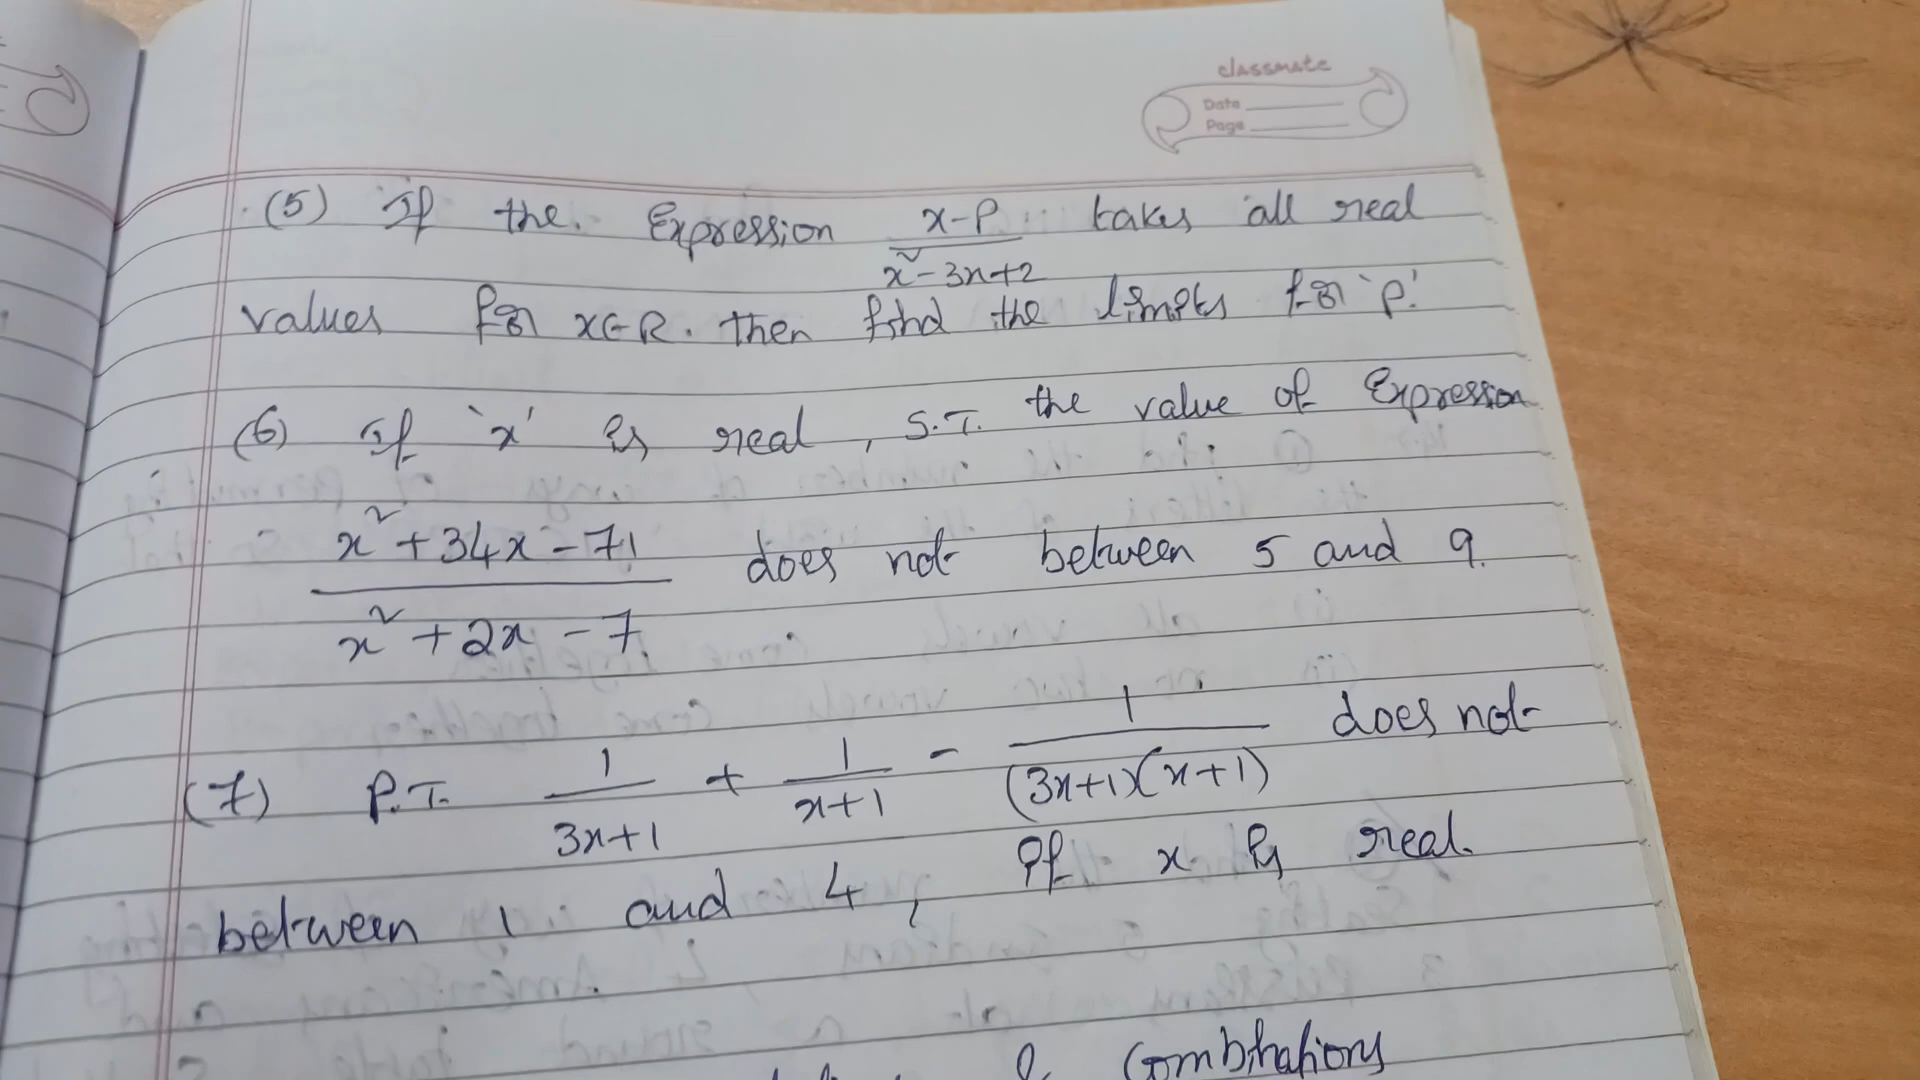 classmate
Date
Page
(5) If the Expression x-p / x²-3x+2 takes all real
values for x∈R. then find the limits for 'p'
(6) If 'x' is real, S.T. the value of Expression
x²+34x-71 / x²+2x-7 does not between 5 and 9.
(7) P.T. 1/3x+1 + 1/x+1 - 1/(3x+1)(x+1) does not
between 1 and 4, if x is real.
Combinations